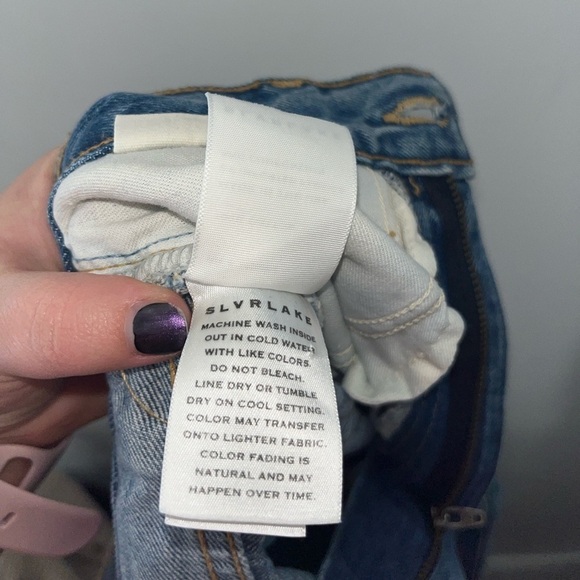 SLVRLAKE
MACHINE WASH INSIDE
OUT IN COLD WATER
WITH LIKE COLORS.
DO NOT BLEACH.
LINE DRY OR TUMBLE
DRY ON COOL SETTING.
COLOR MAY TRANSFER
ONTO LIGHTER FABRIC.
COLOR FADING IS
NATURAL AND MAY
HAPPEN OVER TIME.